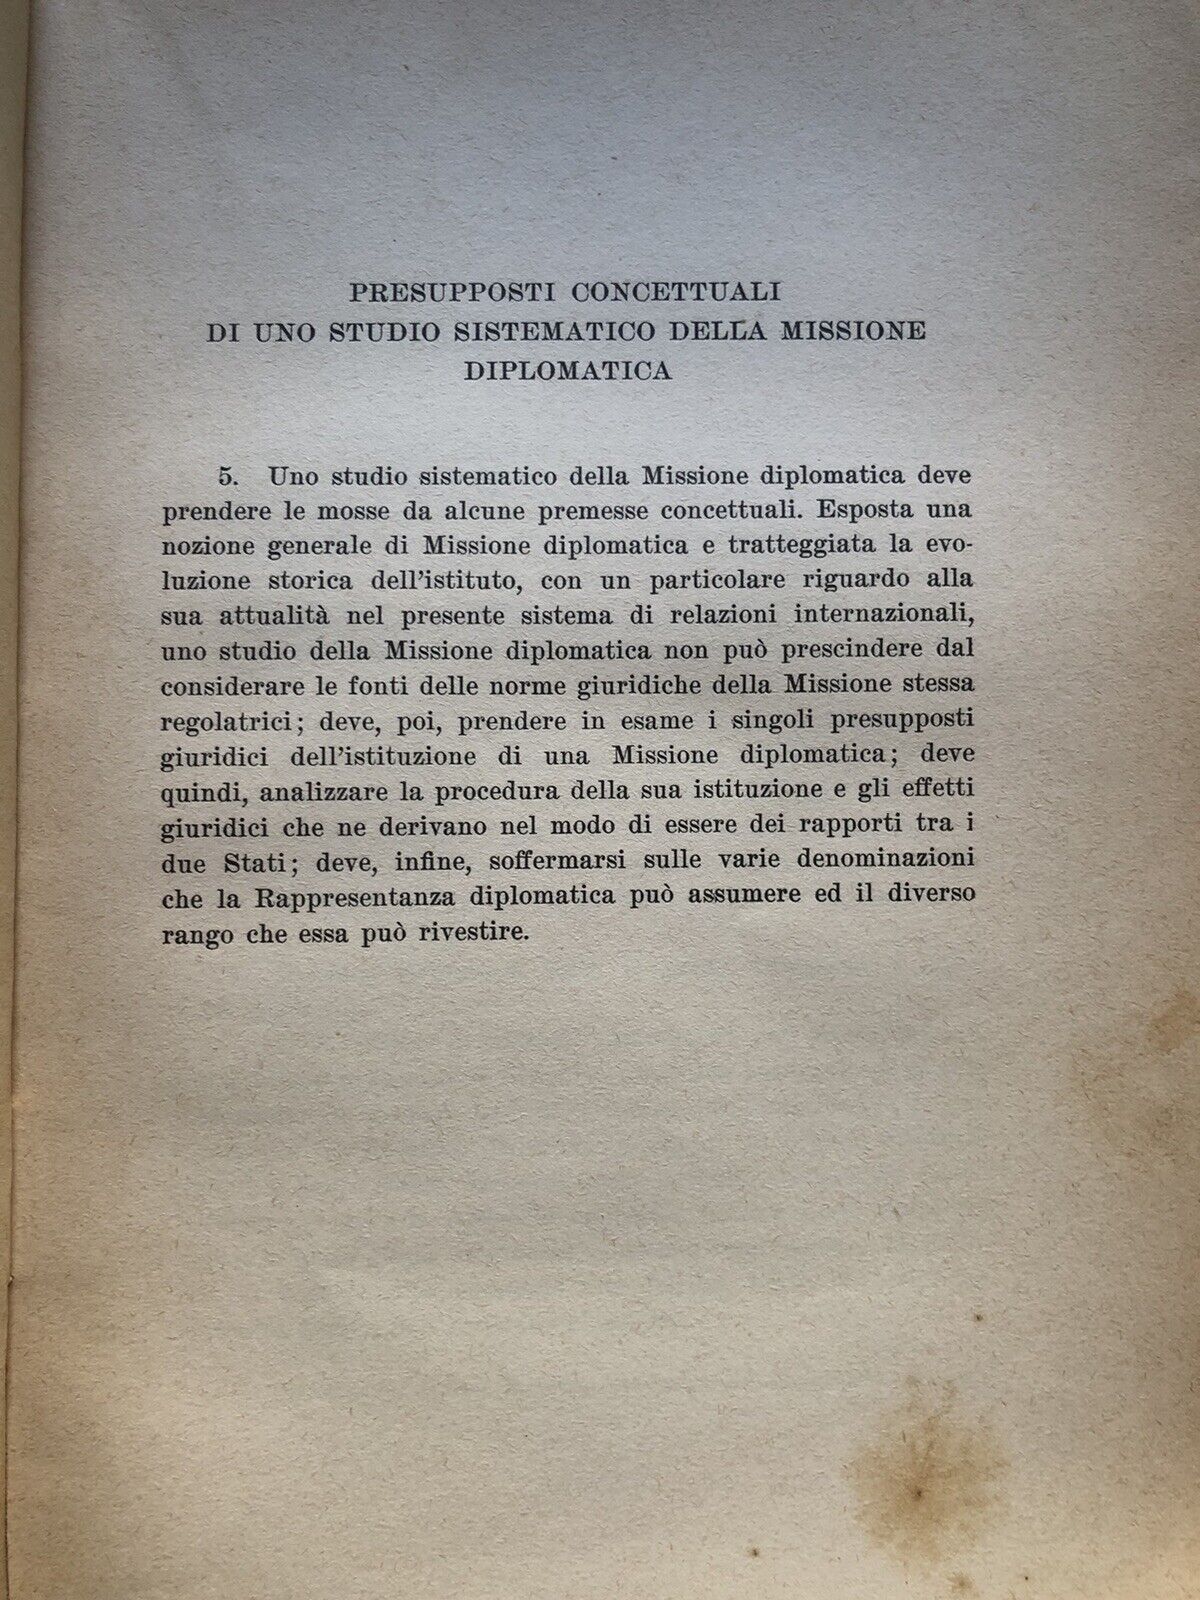 PRESUPPOSTI CONCETTUALI
DI UNO STUDIO SISTEMATICO DELLA MISSIONE
DIPLOMATICA
5. Uno studio sistematico della Missione diplomatica deve
prendere le mosse da alcune premesse concettuali. Esposta una
nozione generale di Missione diplomatica e tratteggiata la evo-
luzione storica dell'istituto, con un particolare riguardo alla
sua attualità nel presente sistema di relazioni internazionali,
uno studio della Missione diplomatica non può prescindere dal
considerare le fonti delle norme giuridiche della Missione stessa
regolatrici; deve, poi, prendere in esame i singoli presupposti
giuridici dell'istituzione di una Missione diplomatica; deve
quindi, analizzare la procedura della sua istituzione e gli effetti
giuridici che ne derivano nel modo di essere dei rapporti tra i
due Stati; deve, infine, soffermarsi sulle varie denominazioni
che la Rappresentanza diplomatica può assumere ed il diverso
rango che essa può rivestire.